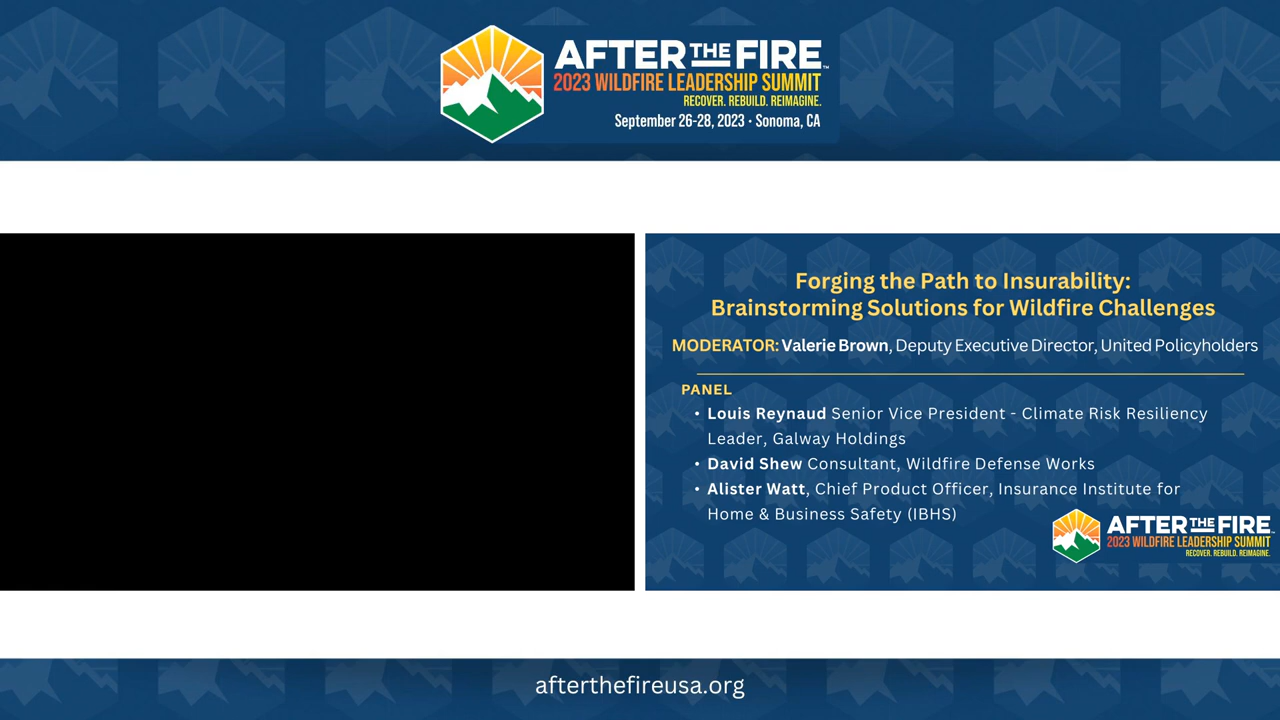 AFTER THE FIRE™
2023 WILDFIRE LEADERSHIP SUMMIT
RECOVER. REBUILD. REIMAGINE.
September 26-28, 2023 · Sonoma, CA
Forging the Path to Insurability:
Brainstorming Solutions for Wildfire Challenges
MODERATOR: Valerie Brown, Deputy Executive Director, United Policyholders
PANEL
• Louis Reynaud Senior Vice President - Climate Risk Resiliency
Leader, Galway Holdings
• David Shew Consultant, Wildfire Defense Works
• Alister Watt, Chief Product Officer, Insurance Institute for
Home & Business Safety (IBHS)
AFTER THE FIRE™
2023 WILDFIRE LEADERSHIP SUMMIT
RECOVER. REBUILD. REIMAGINE.
afterthefireusa.org